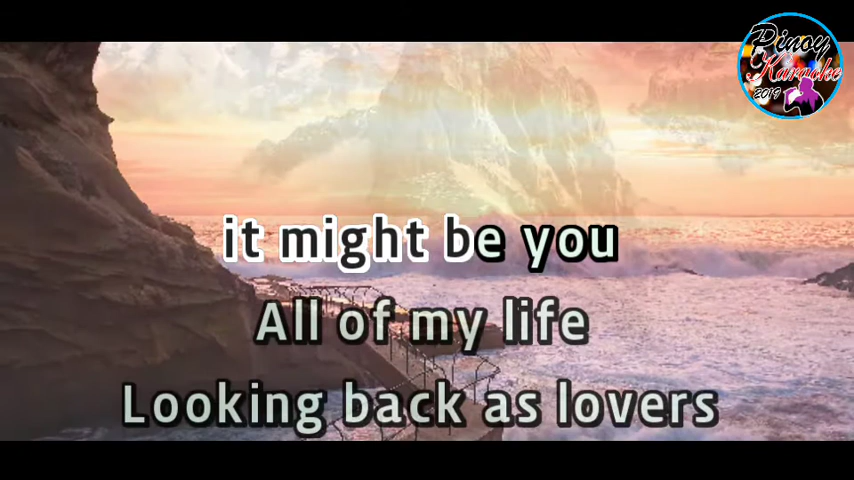 Pinoy
Karaoke
2019
it might be you
All of my life
Looking back as lovers